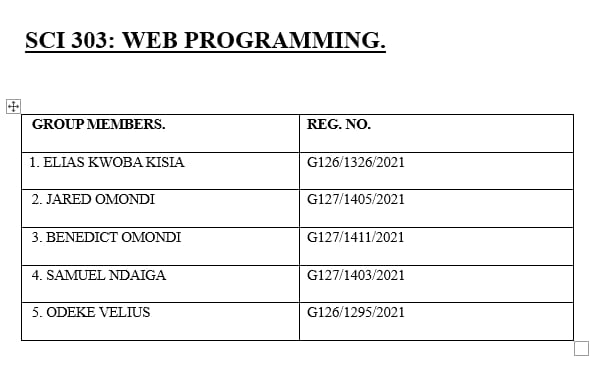 SCI 303: WEB PROGRAMMING.
GROUP MEMBERS. REG. NO.
1. ELIAS KWOBA KISIA G126/1326/2021
2. JARED OMONDI G127/1405/2021
3. BENEDICT OMONDI G127/1411/2021
4. SAMUEL NDAIGA G127/1403/2021
5. ODEKE VELIUS G126/1295/2021